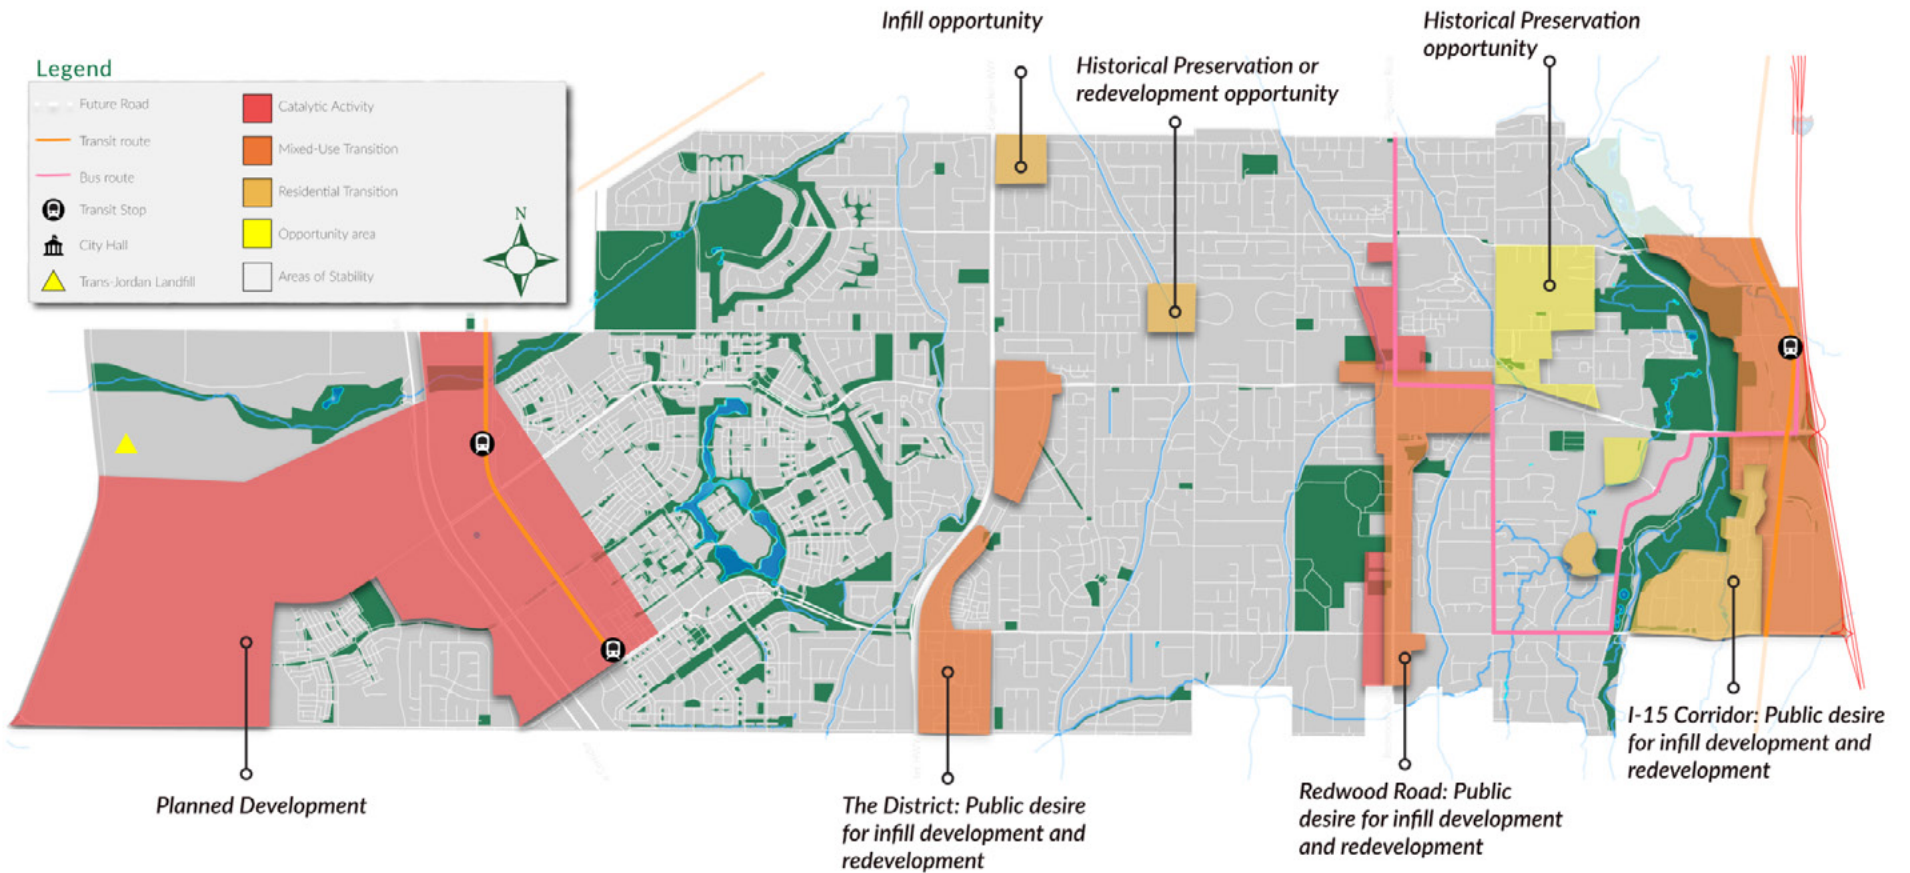 Infill opportunity
Historical Preservation
opportunity
Historical Preservation or
redevelopment opportunity
Legend
Future Road
Transit route
Bus route
Transit Stop
City Hall
Trans-Jordan Landfill
Catalytic Activity
Mixed-Use Transition
Residential Transition
Opportunity area
Areas of Stability
N
Planned Development
The District: Public desire
for infill development and
redevelopment
Redwood Road: Public
desire for infill development
and redevelopment
I-15 Corridor: Public desire
for infill development and
redevelopment